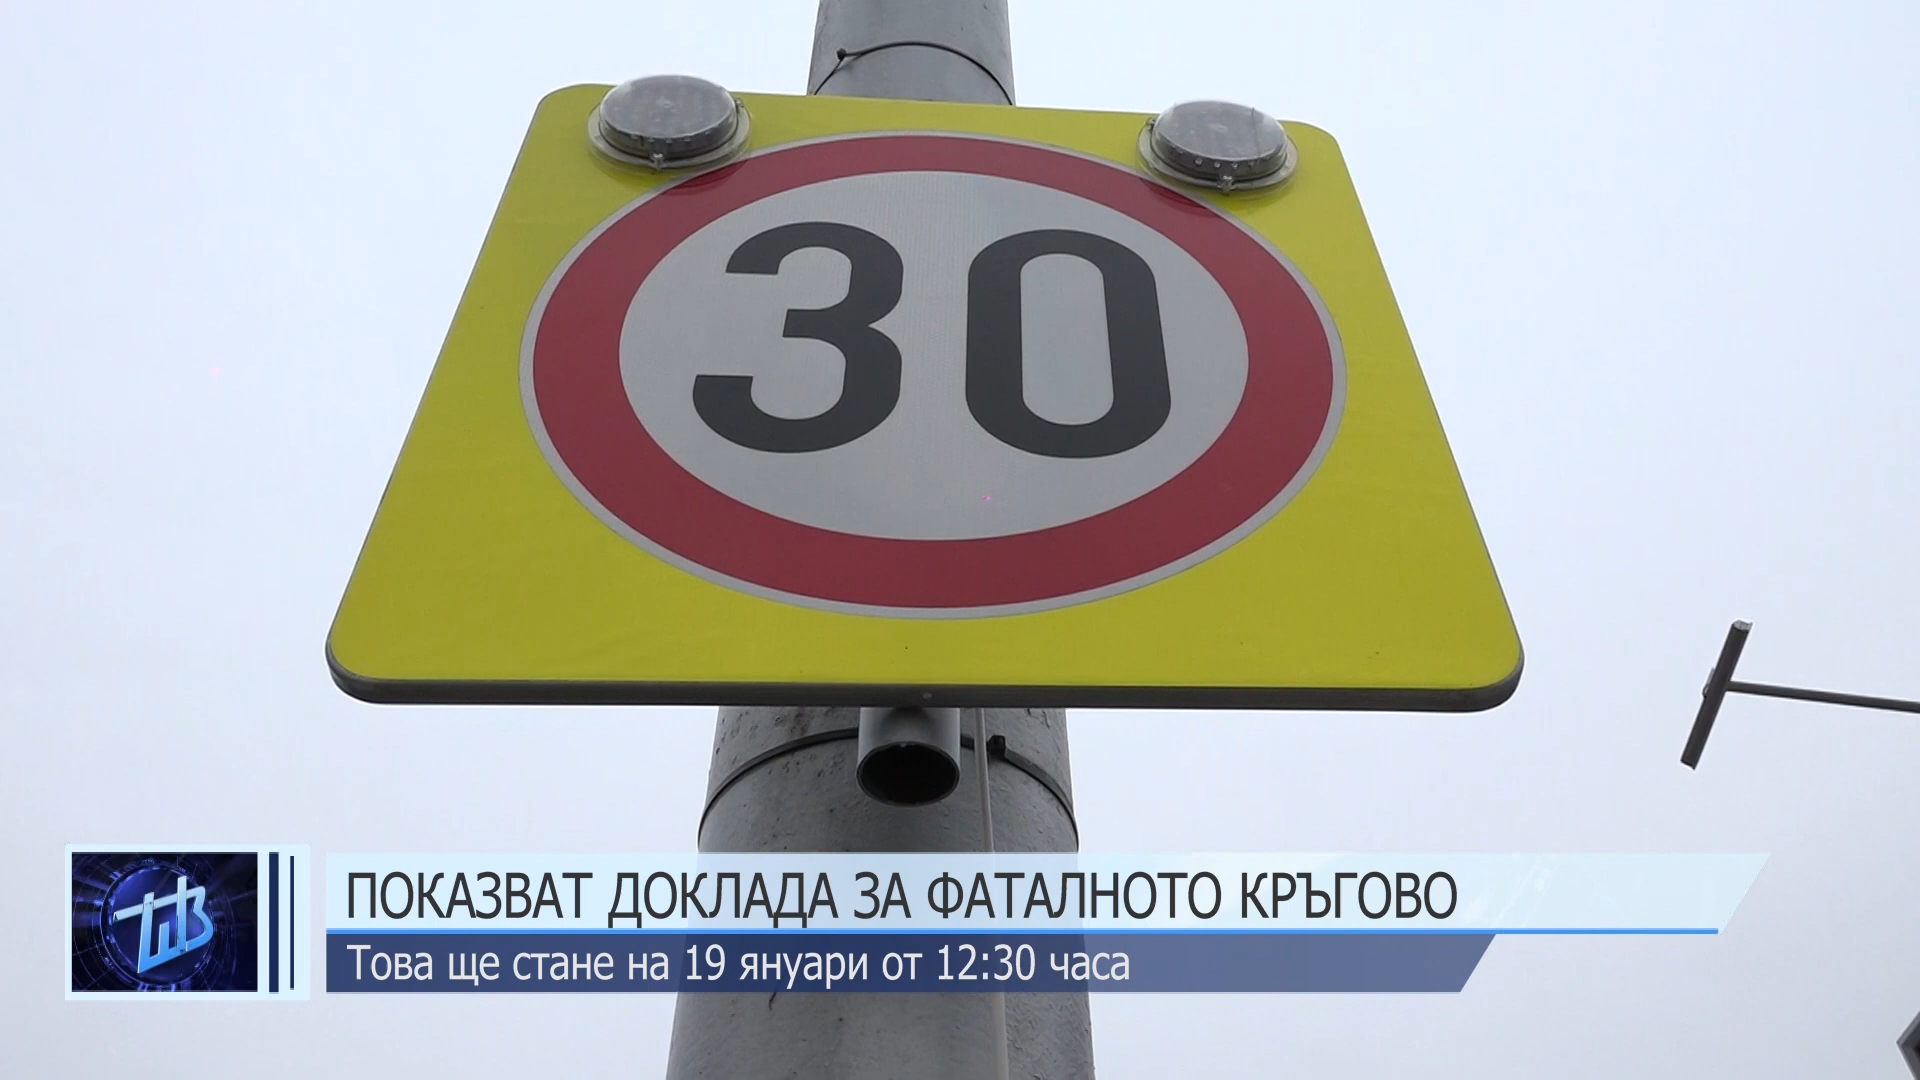 30
ПОКАЗВАТ ДОКЛАДА ЗА ФАТАЛНОТО КРЪГОВО
Това ще стане на 19 януари от 12:30 часа